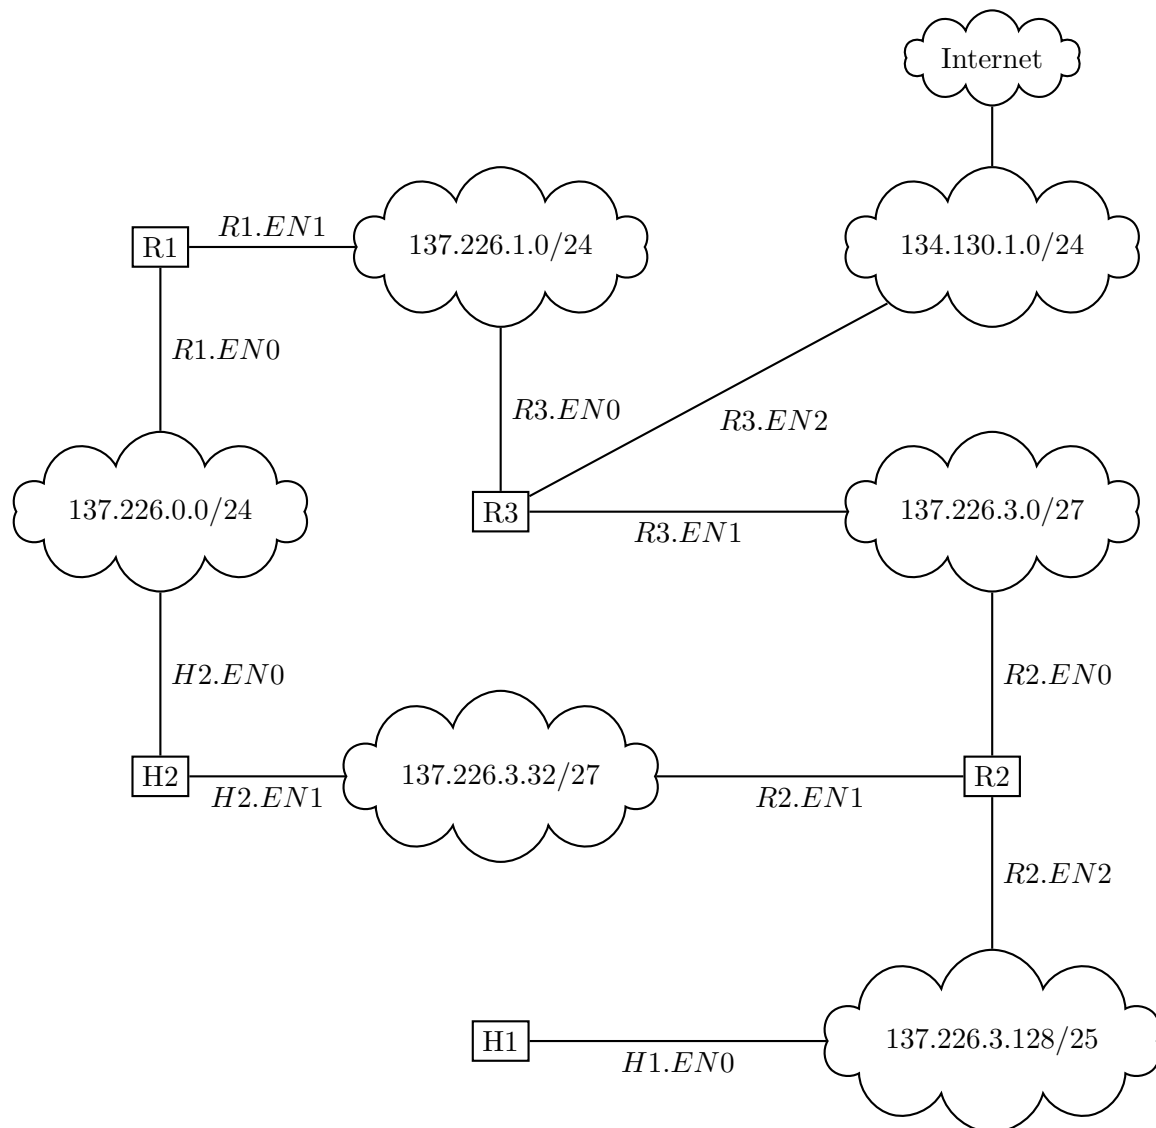 Internet
R1.EN1
R1
137.226.1.0/24
134.130.1.0/24
R1.EN0
R3.EN0
R3.EN2
137.226.0.0/24
R3
137.226.3.0/27
R3.EN1
H2.EN0
R2.EN0
H2
137.226.3.32/27
R2
H2.EN1
R2.EN1
R2.EN2
H1
137.226.3.128/25
H1.EN0